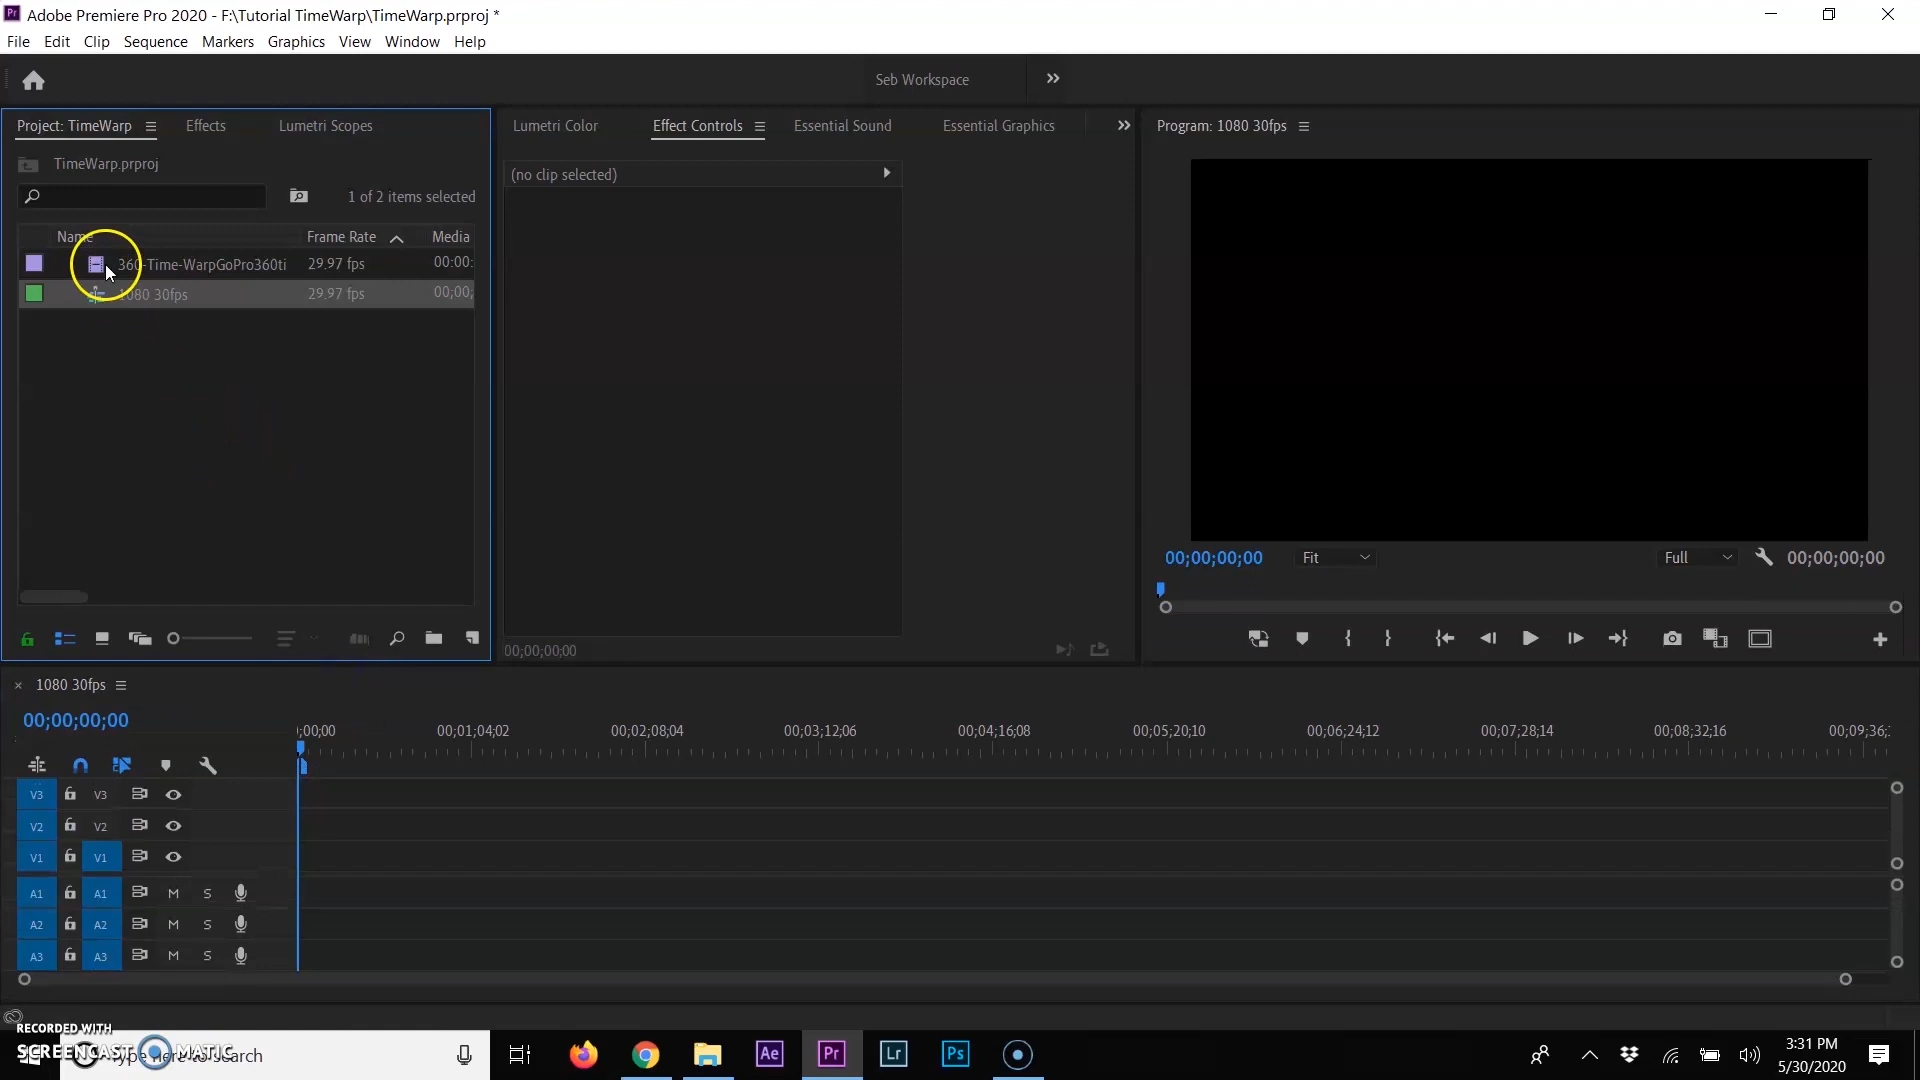 Adobe Premiere Pro 2020 - F:\Tutorial TimeWarp\TimeWarp.prproj *
File Edit Clip Sequence Markers Graphics View Window Help
Seb Workspace
Project: TimeWarp Effects Lumetri Scopes
Lumetri Color Effect Controls Essential Sound Essential Graphics
Program: 1080 30fps
TimeWarp.prproj
(no clip selected)
1 of 2 items selected
Name Frame Rate Media
360-Time-WarpGoPro360ti 29.97 fps 00:00:
1080 30fps 29.97 fps 00;00;
00;00;00;00 Fit Full 00;00;00;00
00;00;00;00
1080 30fps
00;00;00;00
;00;00 00;01;04;02 00;02;08;04 00;03;12;06 00;04;16;08 00;05;20;10 00;06;24;12 00;07;28;14 00;08;32;16 00;09;36;
V3 V3
V2 V2
V1 V1
A1 A1 M S
A2 A2 M S
A3 A3 M S
RECORDED WITH
SCREENCAST MATIC
Type here to search
Ae Pr Lr Ps
3:31 PM
5/30/2020